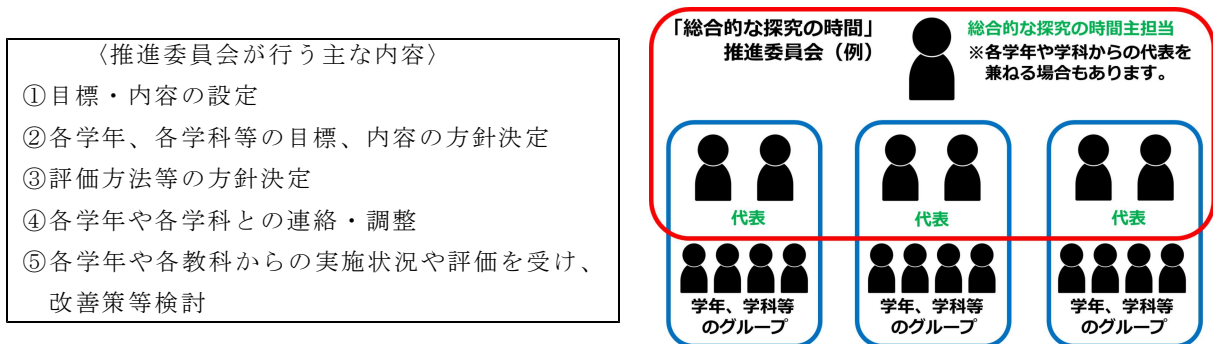 〈推進委員会が行う主な内容〉
①目標・内容の設定
②各学年、各学科等の目標、内容の方針決定
③評価方法等の方針決定
④各学年や各学科との連絡・調整
⑤各学年や各教科からの実施状況や評価を受け、
改善策等検討
「総合的な探究の時間」
推進委員会（例）
総合的な探究の時間主担当
※各学年や学科からの代表を
兼ねる場合もあります。
代表
代表
代表
学年、学科等
のグループ
学年、学科等
のグループ
学年、学科等
のグループ